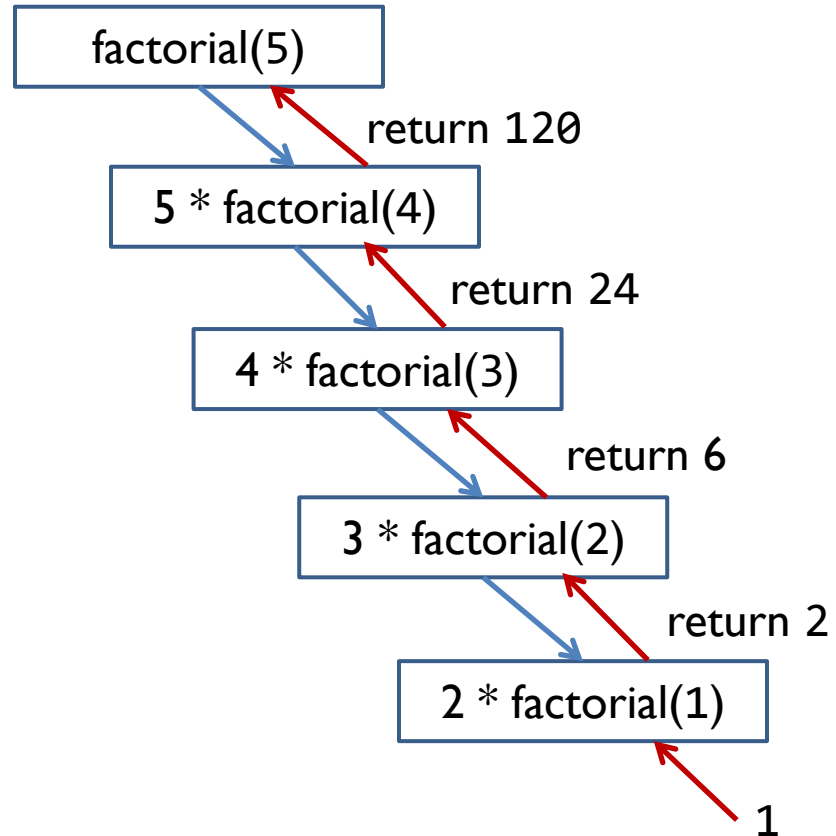 factorial(5)
return 120
5 * factorial(4)
return 24
4 * factorial(3)
return 6
3 * factorial(2)
return 2
2 * factorial(1)
1